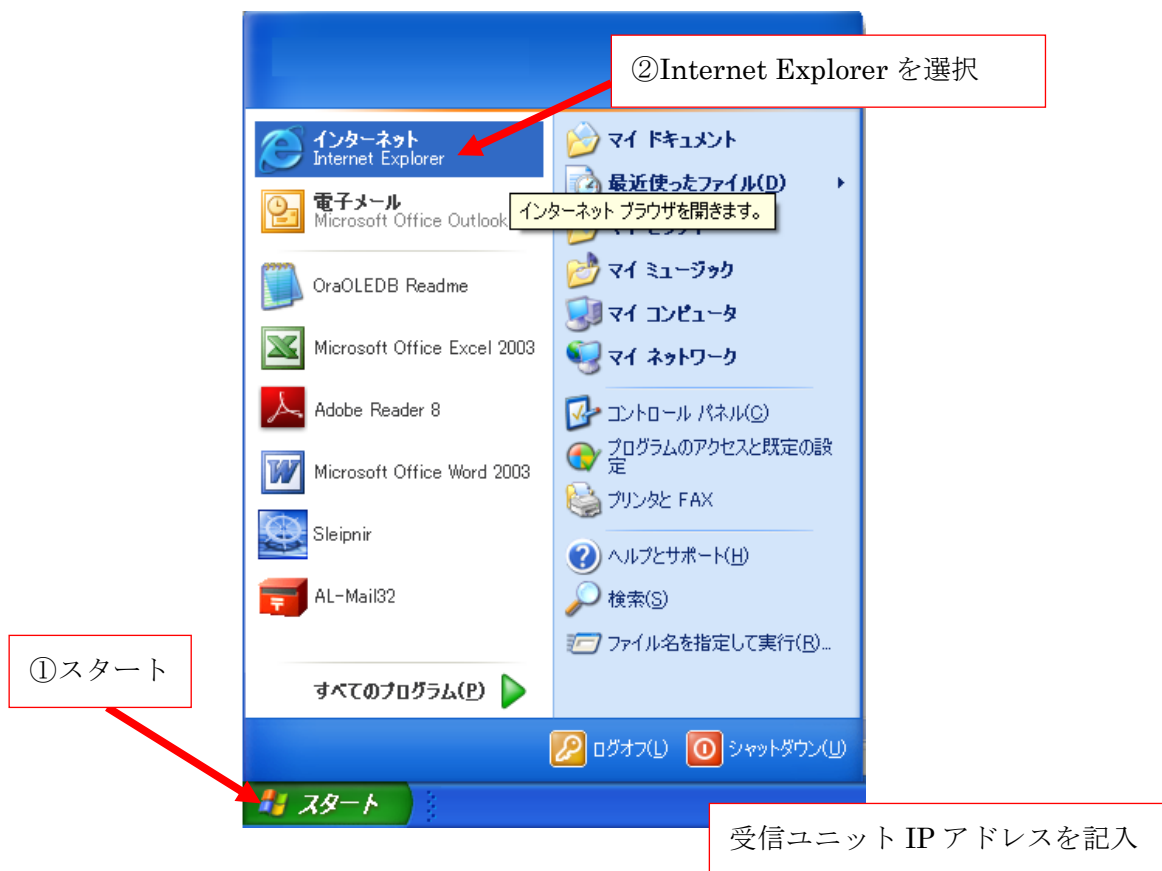 ②Internet Explorer を選択
インターネット
Internet Explorer
電子メール
Microsoft Office Outlook
OraOLEDB Readme
Microsoft Office Excel 2003
Adobe Reader 8
Microsoft Office Word 2003
Sleipnir
AL-Mail32
すべてのプログラム(P)
マイ ドキュメント
最近使ったファイル(D)
インターネット ブラウザを開きます。
マイ ミュージック
マイ コンピュータ
マイ ネットワーク
コントロール パネル(C)
プログラムのアクセスと既定の設
定
プリンタと FAX
ヘルプとサポート(H)
検索(S)
ファイル名を指定して実行(R)...
①スタート
ログオフ(L)
シャットダウン(U)
スタート
受信ユニット IP アドレスを記入